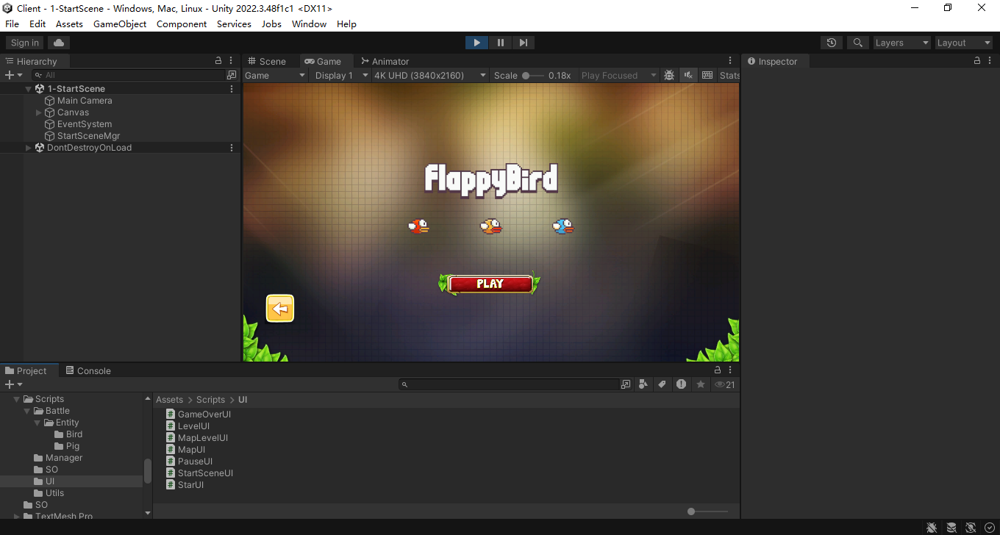 Client - 1-StartScene - Windows, Mac, Linux - Unity 2022.3.48f1c1 <DX11>
File Edit Assets GameObject Component Services Jobs Window Help
Sign in Layers Layout
Hierarchy Scene Game Animator Inspector
All Game Display 1 4K UHD (3840x2160) Scale 0.18x Play Focused Stats
1-StartScene
Main Camera
Canvas
EventSystem
StartSceneMgr
DontDestroyOnLoad
FlappyBird
PLAY
Project Console
21
Scripts
Battle
Entity
Bird
Pig
Manager
SO
UI
Utils
SO
TextMesh Pro
Assets > Scripts > UI
GameOverUI
LevelUI
MapLevelUI
MapUI
PauseUI
StartSceneUI
StarUI